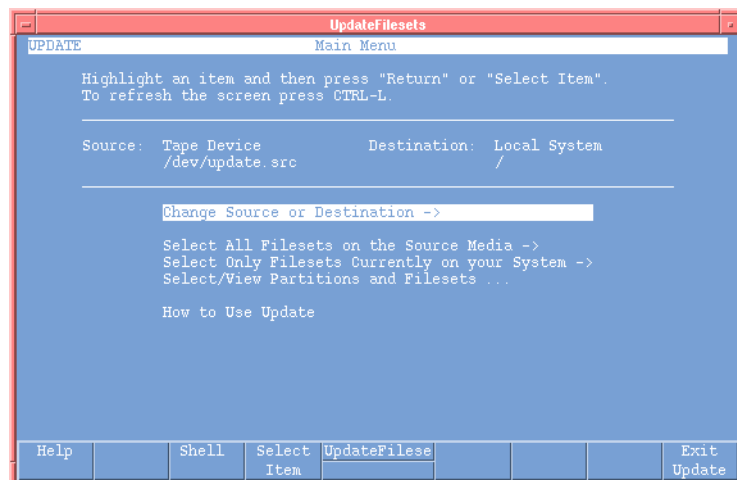 UpdateFilesets
UPDATE Main Menu
Highlight an item and then press "Return" or "Select Item".
To refresh the screen press CTRL-L.
Source: Tape Device Destination: Local System
/dev/update.src /
Change Source or Destination ->
Select All Filesets on the Source Media ->
Select Only Filesets Currently on your System ->
Select/View Partitions and Filesets ...
How to Use Update
Help Shell Select UpdateFilese Exit
Item Update